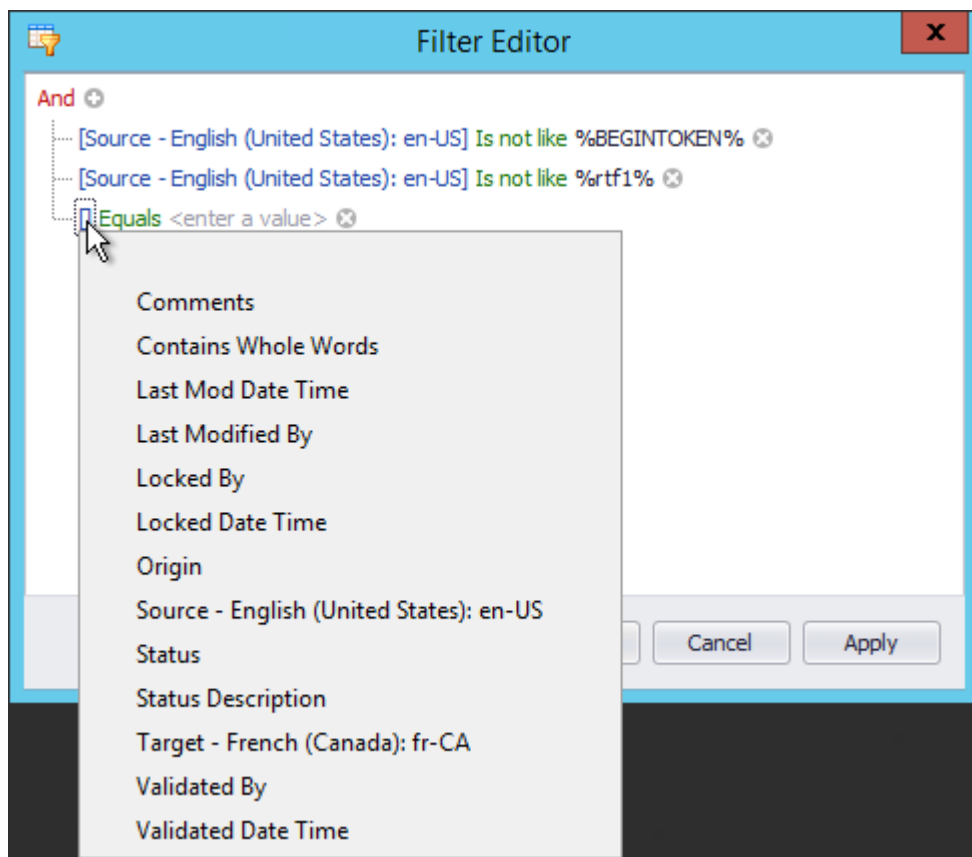 Filter Editor
x
And
[Source - English (United States): en-US] Is not like %BEGINTOKEN%
[Source - English (United States): en-US] Is not like %rtf1%
[] Equals <enter a value>
Comments
Contains Whole Words
Last Mod Date Time
Last Modified By
Locked By
Locked Date Time
Origin
Source - English (United States): en-US
Status
Cancel Apply
Status Description
Target - French (Canada): fr-CA
Validated By
Validated Date Time